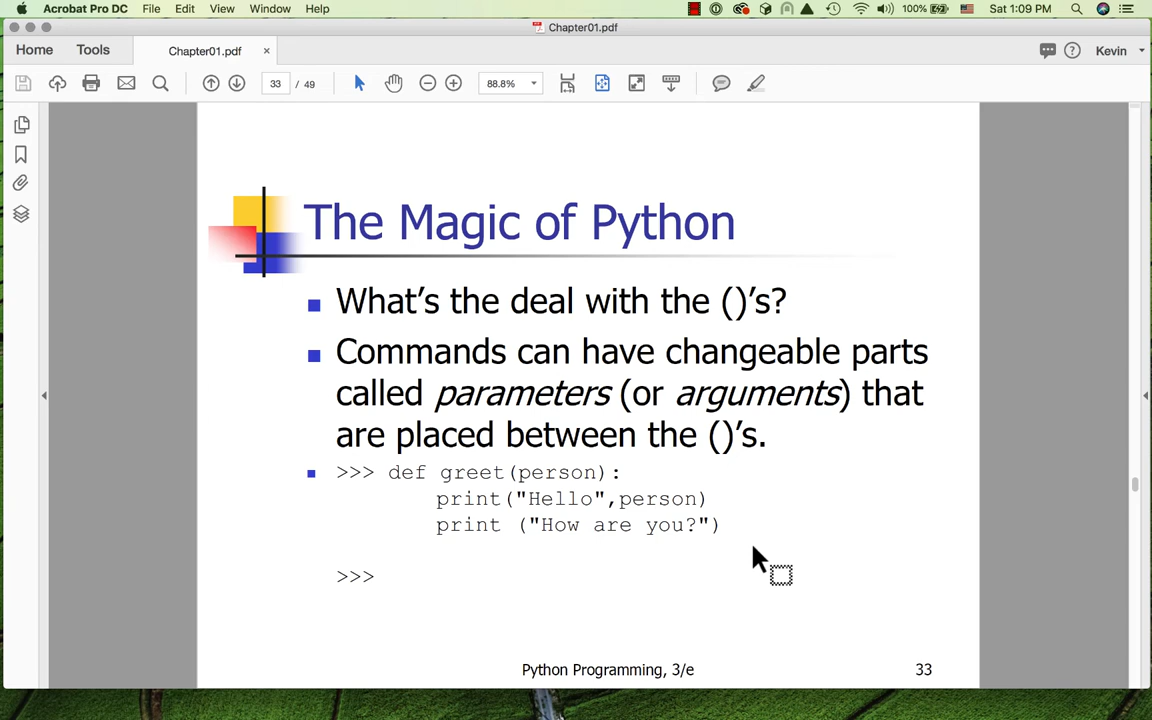 Acrobat Pro DC File Edit View Window Help 100% Sat 1:09 PM
Chapter01.pdf
Home Tools Chapter01.pdf × ? Kevin
33 / 49 88.8%
The Magic of Python
What’s the deal with the ()’s?
Commands can have changeable parts
called parameters (or arguments) that
are placed between the ()’s.
>>> def greet(person):
print("Hello",person)
print ("How are you?")
>>>
Python Programming, 3/e 33